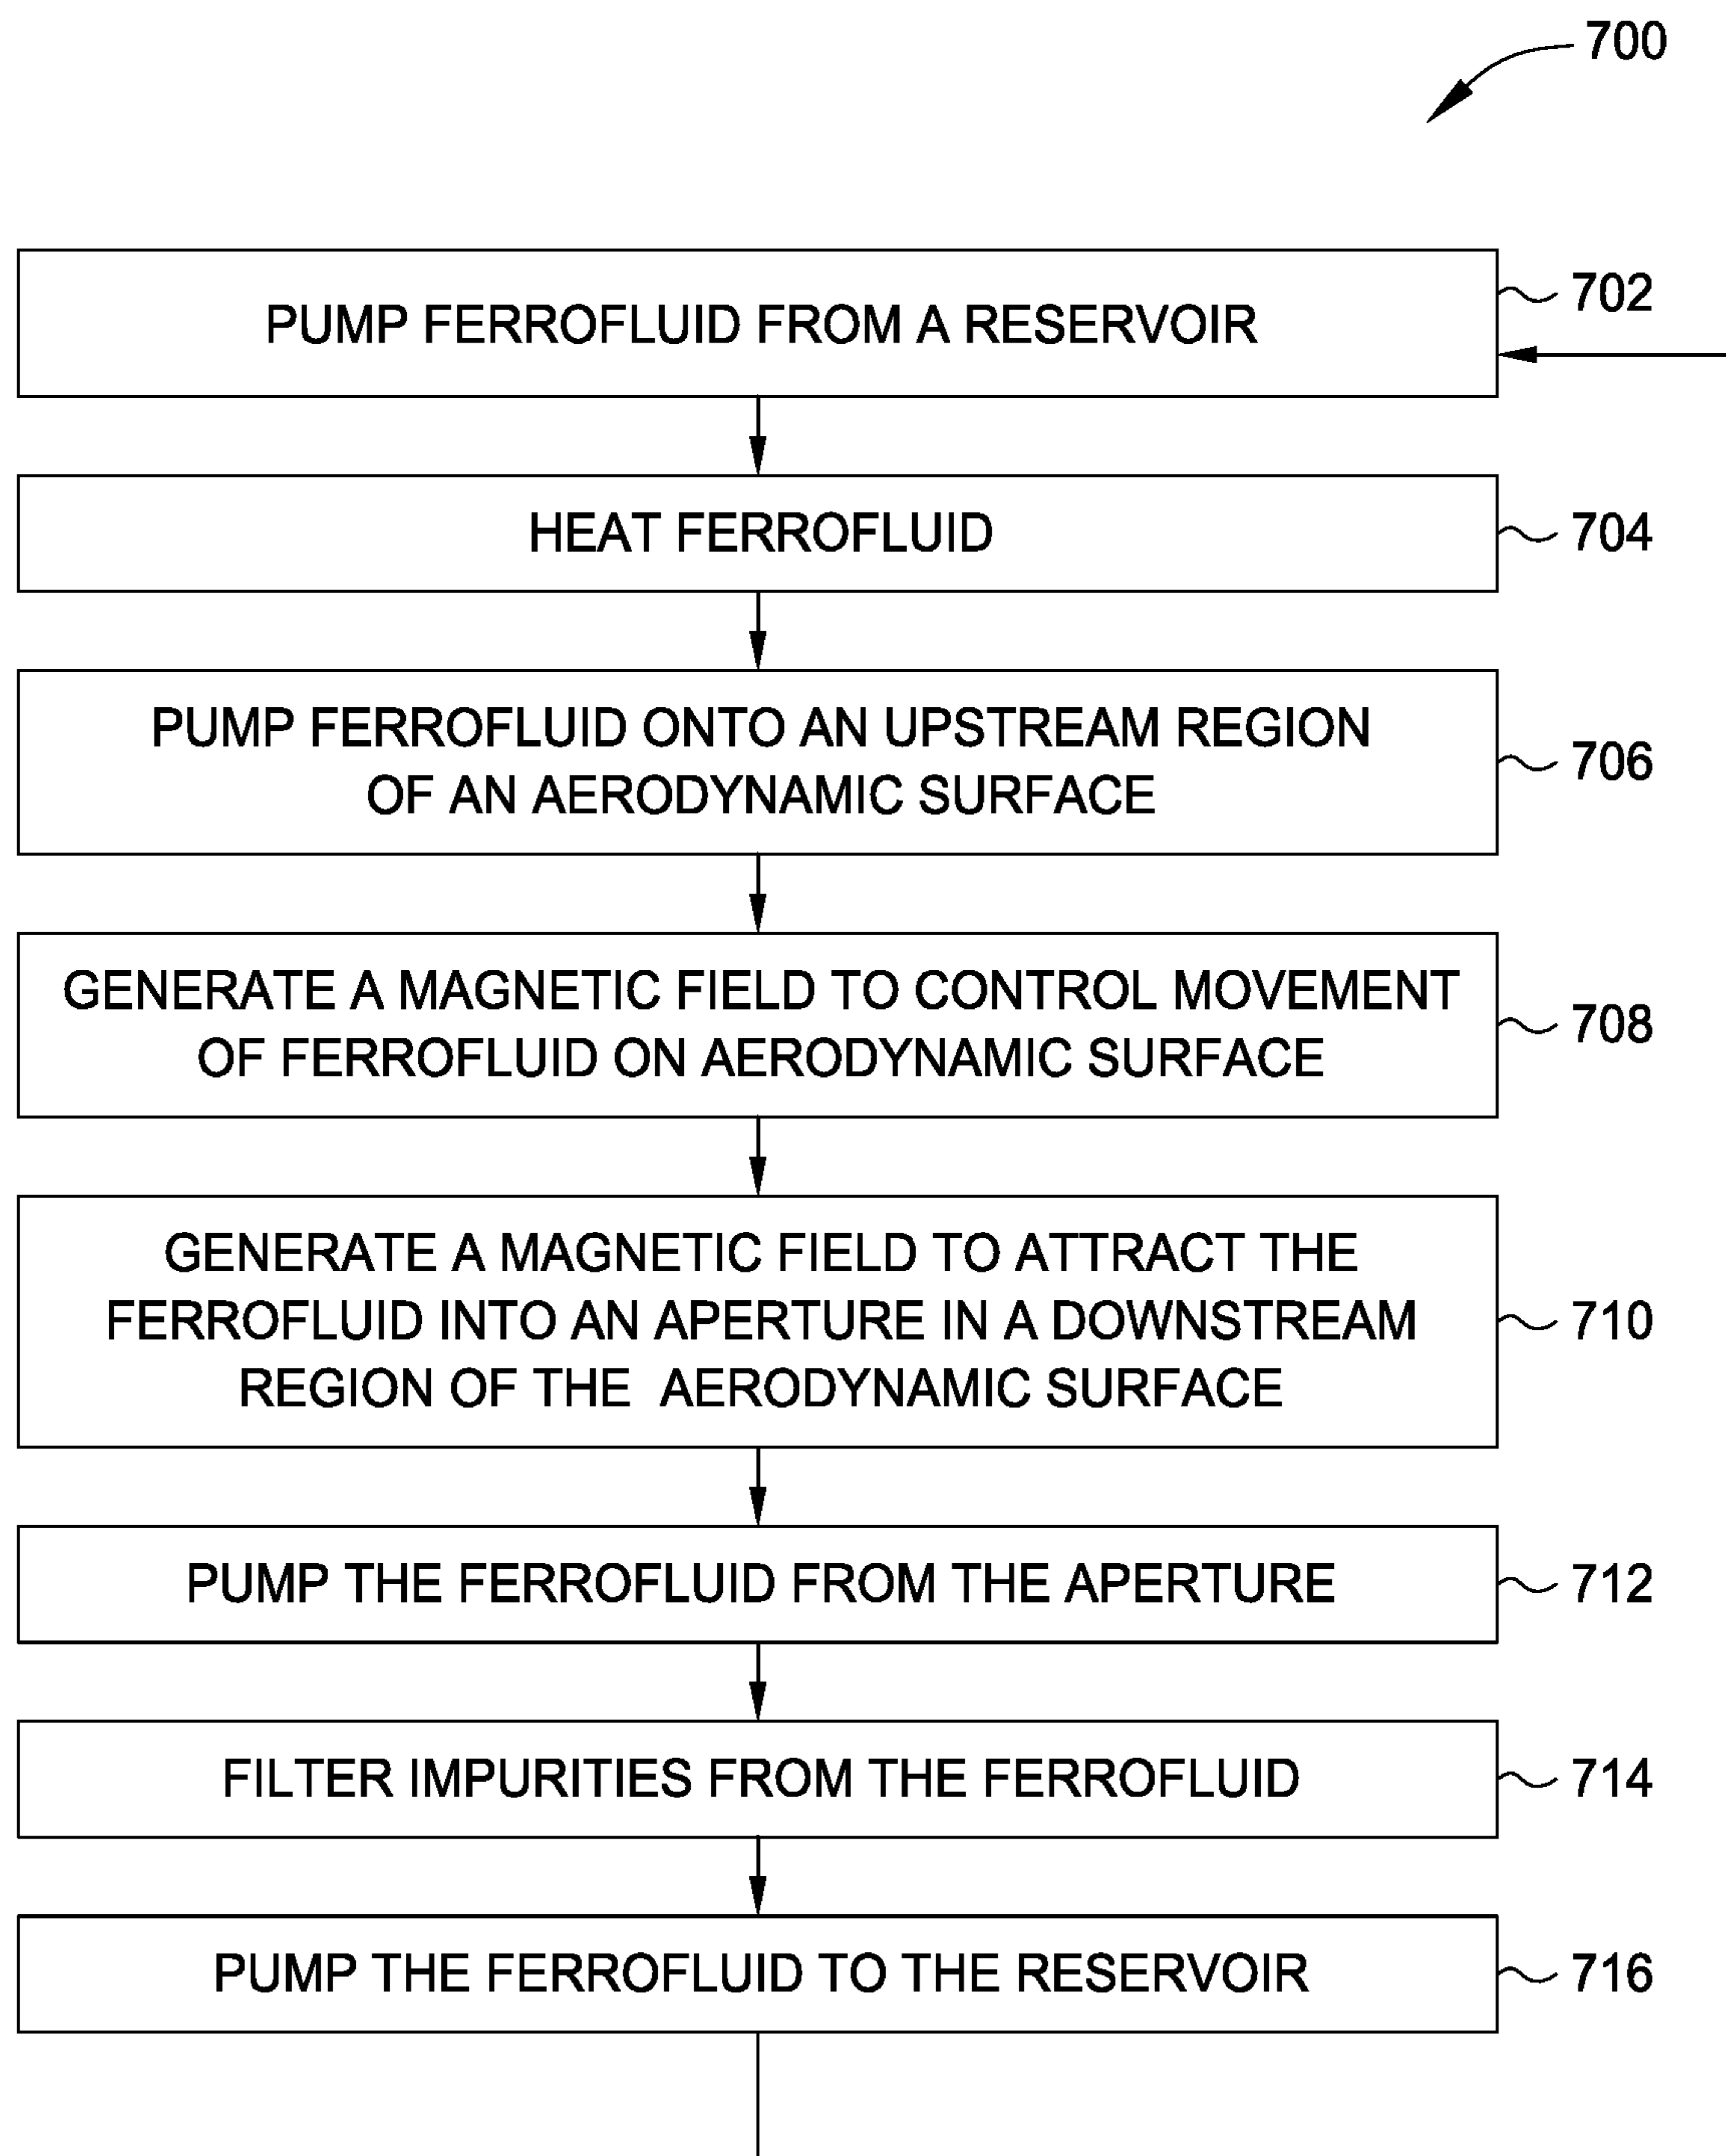 700
PUMP FERROFLUID FROM A RESERVOIR
702
HEAT FERROFLUID
704
PUMP FERROFLUID ONTO AN UPSTREAM REGION
OF AN AERODYNAMIC SURFACE
706
GENERATE A MAGNETIC FIELD TO CONTROL MOVEMENT
OF FERROFLUID ON AERODYNAMIC SURFACE
708
GENERATE A MAGNETIC FIELD TO ATTRACT THE
FERROFLUID INTO AN APERTURE IN A DOWNSTREAM
REGION OF THE AERODYNAMIC SURFACE
710
PUMP THE FERROFLUID FROM THE APERTURE
712
FILTER IMPURITIES FROM THE FERROFLUID
714
PUMP THE FERROFLUID TO THE RESERVOIR
716